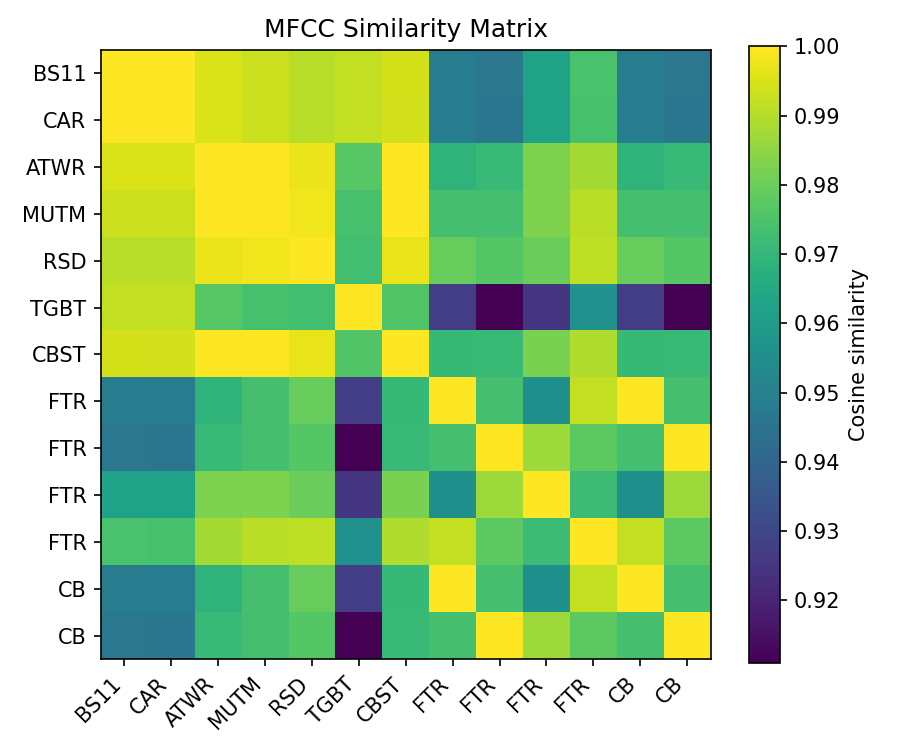 MFCC Similarity Matrix
BS11
CAR
ATWR
MUTM
RSD
TGBT
CBST
FTR
FTR
FTR
FTR
CB
CB
BS11
CAR
ATWR
MUTM
RSD
TGBT
CBST
FTR
FTR
FTR
FTR
CB
CB
1.00
0.99
0.98
0.97
0.96
0.95
0.94
0.93
0.92
Cosine similarity